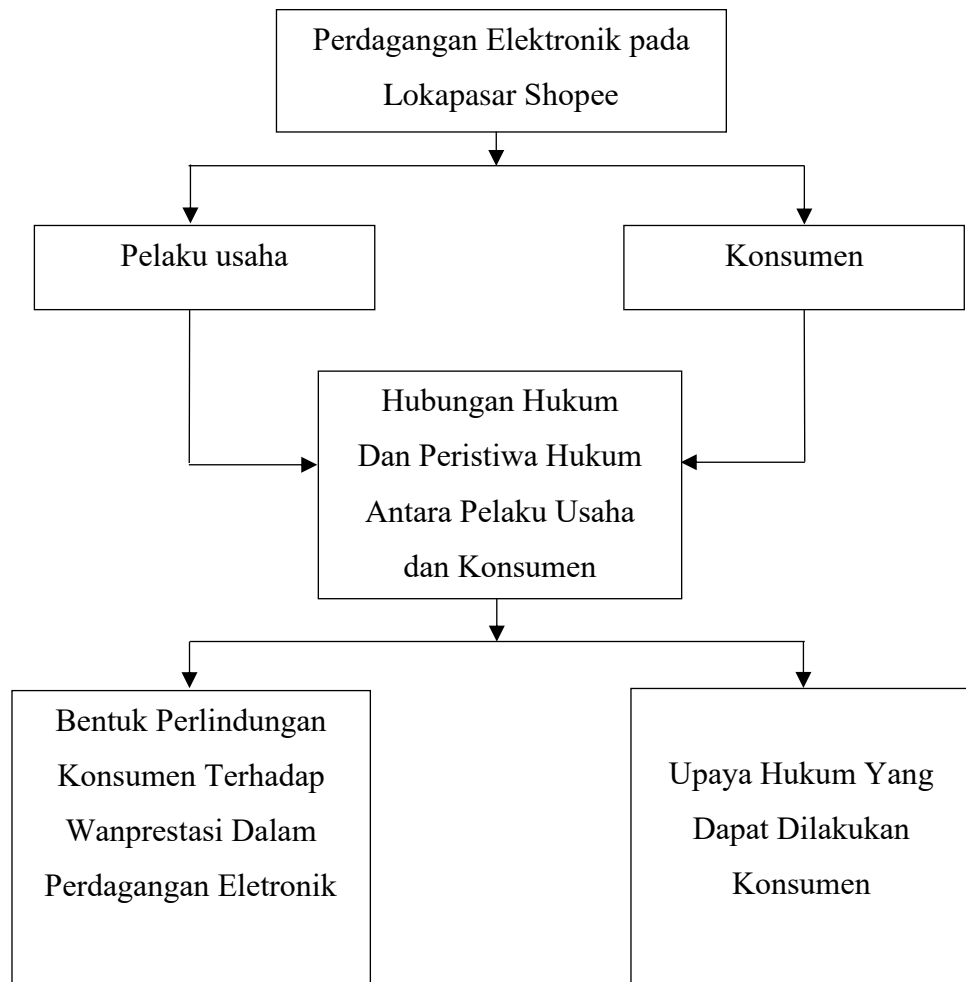 Perdagangan Elektronik pada
Lokapasar Shopee
Pelaku usaha
Konsumen
Hubungan Hukum
Dan Peristiwa Hukum
Antara Pelaku Usaha
dan Konsumen
Bentuk Perlindungan
Konsumen Terhadap
Wanprestasi Dalam
Perdagangan Eletronik
Upaya Hukum Yang
Dapat Dilakukan
Konsumen